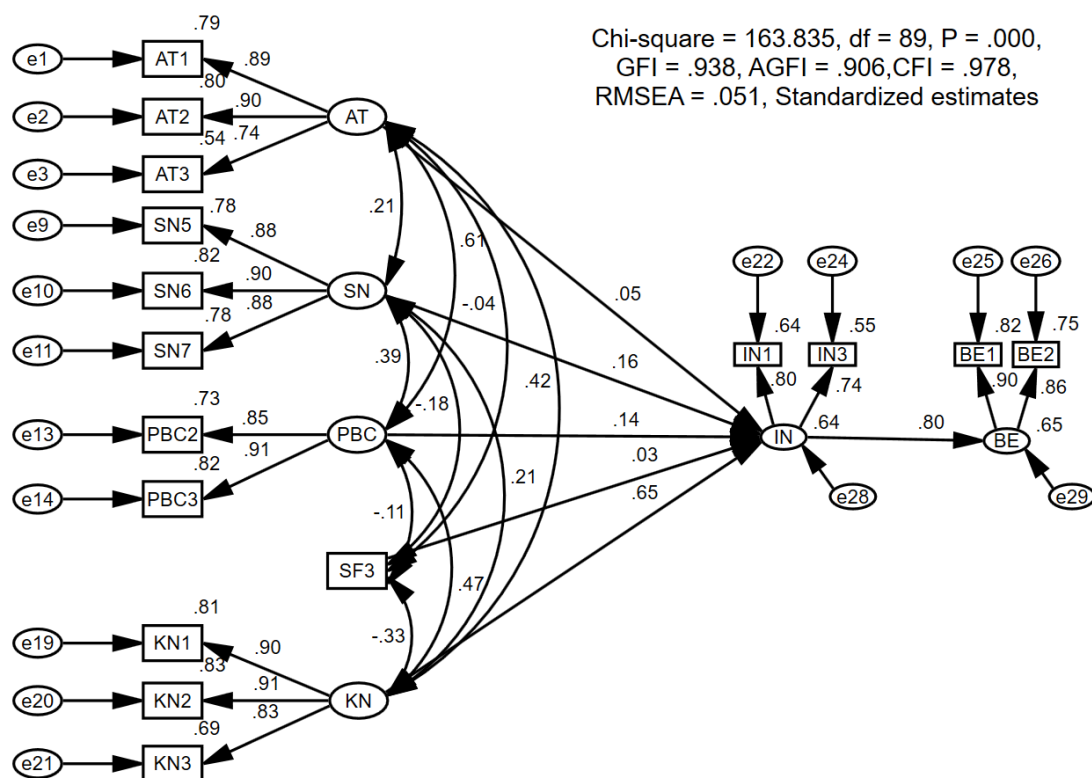 Chi-square = 163.835, df = 89, P = .000,
GFI = .938, AGFI = .906,CFI = .978,
RMSEA = .051, Standardized estimates
.79
e1 AT1 .89
.80
e2 AT2 .90 AT
.54 .74
e3 AT3
.78 .21
e9 SN5 .88 .61
.82 e22 e24 e25 e26
e10 SN6 .90 SN -.04 .05
.78 .88 .64 .55 .82 .75
e11 SN7 .39 .16 IN1 IN3 BE1 BE2
.42 .80 .74 .90 .86
.73 -.18
e13 PBC2 .85 PBC .14 IN .64 .80 BE .65
.82 .91 .03
e14 PBC3 .21 .65 e28 e29
-.11
SF3
.47
.81 -.33
e19 KN1 .90
.83
e20 KN2 .91 KN
.69 .83
e21 KN3